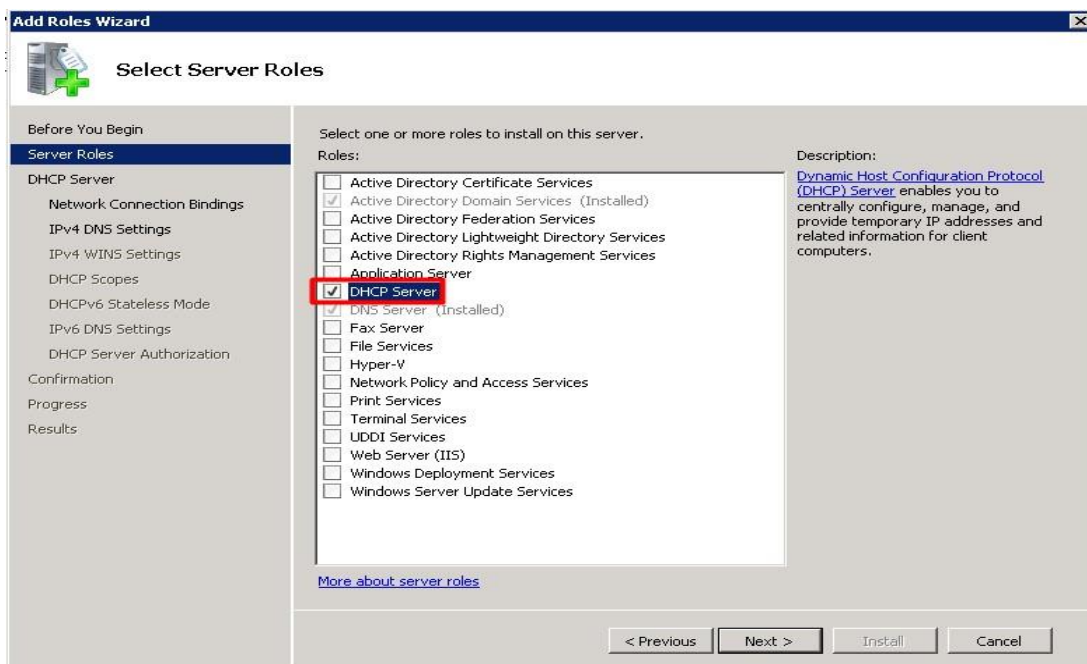 Add Roles Wizard
Select Server Roles
Before You Begin
Server Roles
DHCP Server
Network Connection Bindings
IPv4 DNS Settings
IPv4 WINS Settings
DHCP Scopes
DHCPv6 Stateless Mode
IPv6 DNS Settings
DHCP Server Authorization
Confirmation
Progress
Results
Select one or more roles to install on this server.
Roles:
Active Directory Certificate Services
Active Directory Domain Services (Installed)
Active Directory Federation Services
Active Directory Lightweight Directory Services
Active Directory Rights Management Services
Application Server
DHCP Server
DNS Server (Installed)
Fax Server
File Services
Hyper-V
Network Policy and Access Services
Print Services
Terminal Services
UDDI Services
Web Server (IIS)
Windows Deployment Services
Windows Server Update Services
More about server roles
Description:
Dynamic Host Configuration Protocol
(DHCP) Server enables you to
centrally configure, manage, and
provide temporary IP addresses and
related information for client
computers.
< Previous
Next >
Install
Cancel